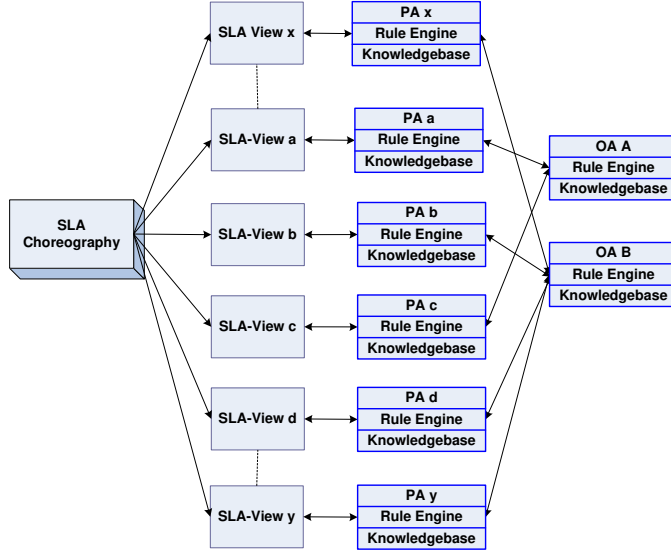 SLA View x
PA x
Rule Engine
Knowledgebase
SLA-View a
PA a
Rule Engine
Knowledgebase
OA A
Rule Engine
Knowledgebase
SLA
Choreography
SLA-View b
PA b
Rule Engine
Knowledgebase
OA B
Rule Engine
Knowledgebase
SLA-View c
PA c
Rule Engine
Knowledgebase
SLA-View d
PA d
Rule Engine
Knowledgebase
SLA-View y
PA y
Rule Engine
Knowledgebase